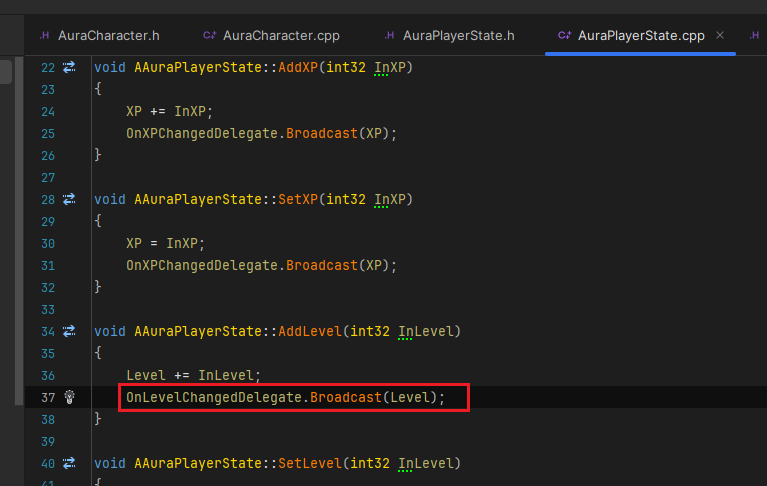 AuraCharacter.h AuraCharacter.cpp AuraPlayerState.h AuraPlayerState.cpp
22 void AAuraPlayerState::AddXP(int32 InXP)
23 {
24 XP += InXP;
25 OnXPChangedDelegate.Broadcast(XP);
26 }
27
28 void AAuraPlayerState::SetXP(int32 InXP)
29 {
30 XP = InXP;
31 OnXPChangedDelegate.Broadcast(XP);
32 }
33
34 void AAuraPlayerState::AddLevel(int32 InLevel)
35 {
36 Level += InLevel;
37 OnLevelChangedDelegate.Broadcast(Level);
38 }
39
40 void AAuraPlayerState::SetLevel(int32 InLevel)
41 {